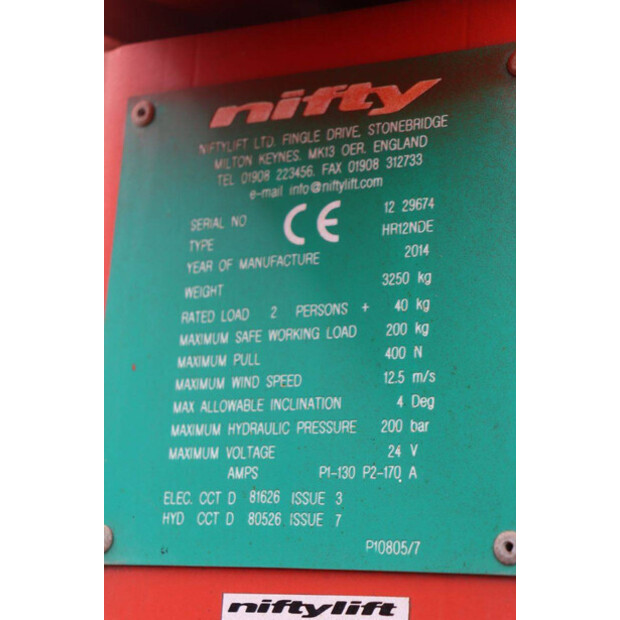 nifty
NIFTYLIFT LTD. FINGLE DRIVE, STONEBRIDGE
MILTON KEYNES. MK13 OER. ENGLAND
TEL 01908 223456. FAX 01908 312733
e-mail info@niftylift.com
CE
SERIAL NO 12 29674
TYPE HR12NDE
YEAR OF MANUFACTURE 2014
WEIGHT 3250 kg
RATED LOAD 2 PERSONS + 40 kg
MAXIMUM SAFE WORKING LOAD 200 kg
MAXIMUM PULL 400 N
MAXIMUM WIND SPEED 12.5 m/s
MAX ALLOWABLE INCLINATION 4 Deg
MAXIMUM HYDRAULIC PRESSURE 200 bar
MAXIMUM VOLTAGE 24 V
AMPS P1-130 P2-170 A
ELEC. CCT D 81626 ISSUE 3
HYD CCT D 80526 ISSUE 7
P10805/7
niftylift